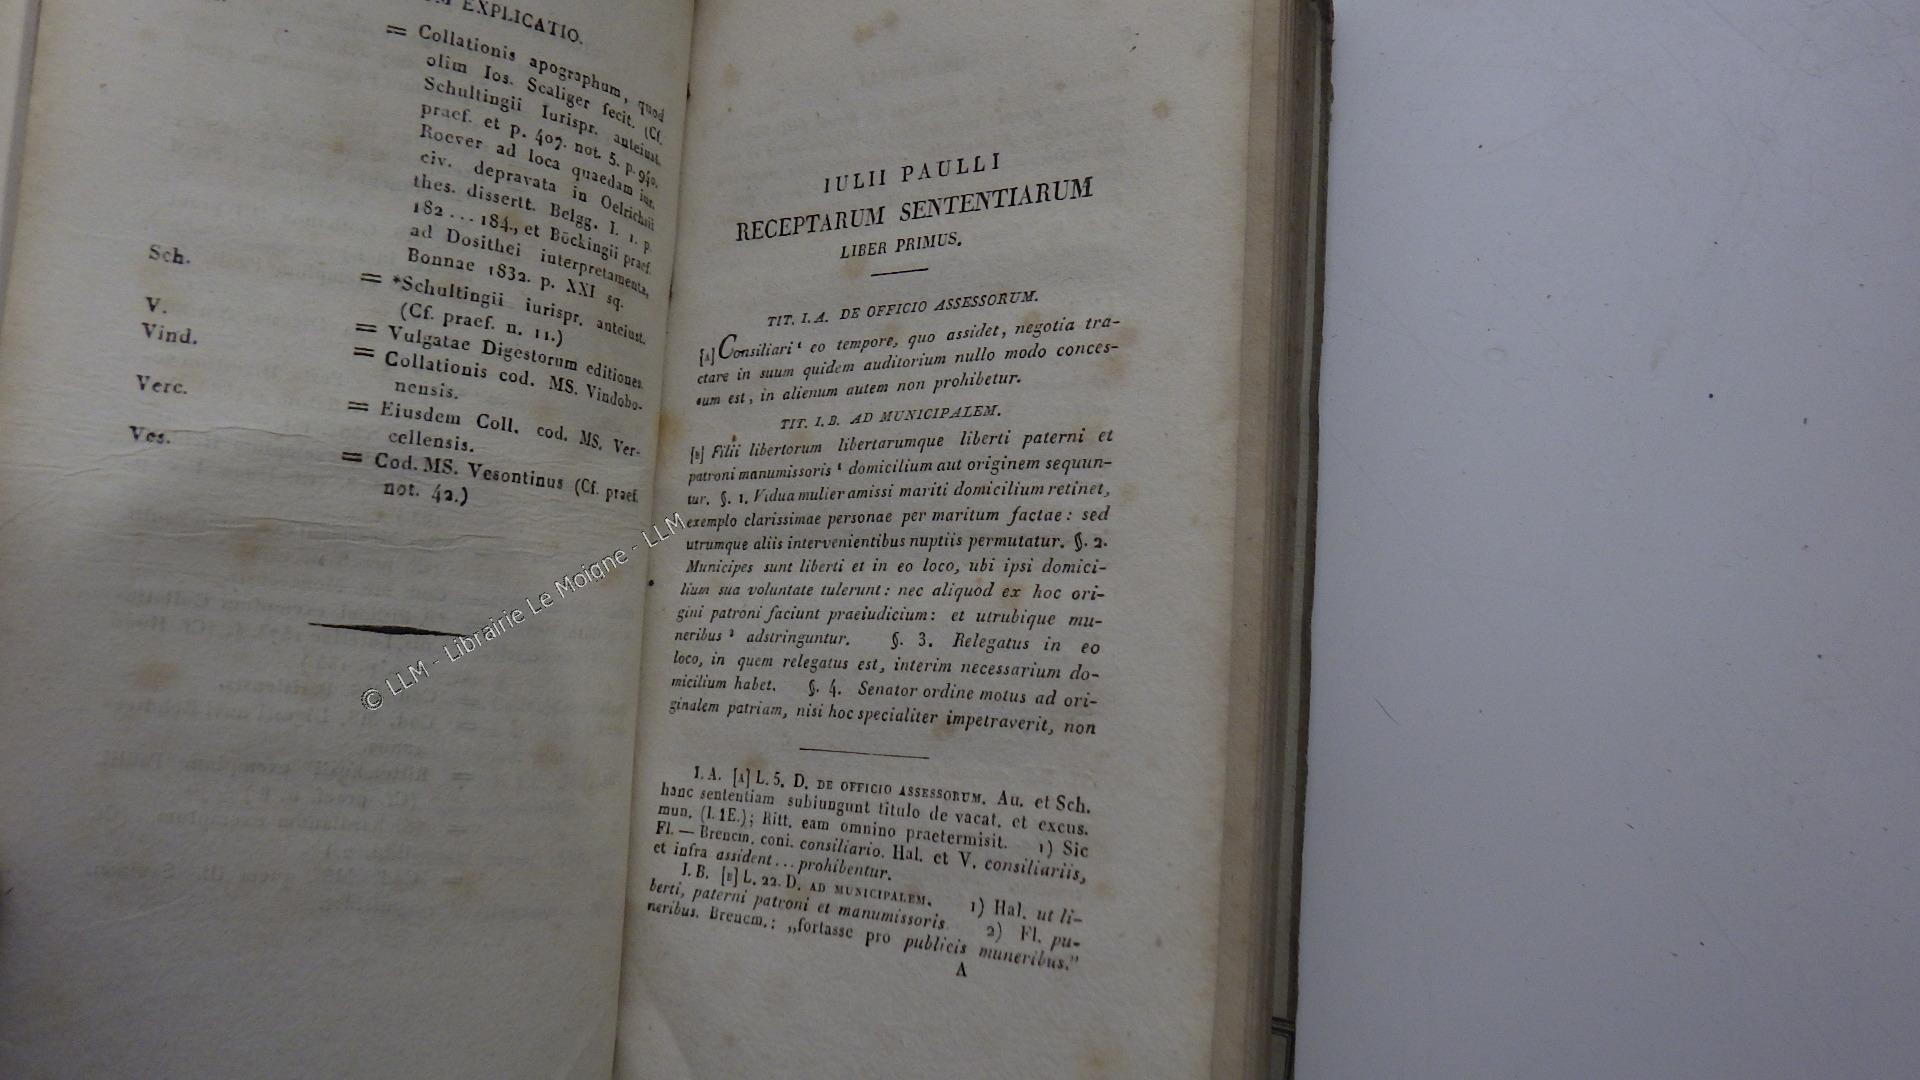 EXPLICATIO.
= Collationis apographum, quod
olim Ios. Scaliger fecit. (Cf.
Schultingii Iurispr. anteiust.
praef. et p. 407. not. 5. p. 940.
Roever ad loca quaedam iur.
civ. depravata in Oelrichsii
thes. dissertt. Belgg. I. 1. p.
182 ... 184., et Böckingii praef.
ad Dosithei interpretamenta,
Bonnae 1832. p. XXI sq.
Sch. = *Schultingii iurispr. anteiust.
(Cf. praef. n. 11.)
V. = Vulgatae Digestorum editiones.
Vind. = Collationis cod. MS. Vindobo-
nensis.
Verc. = Eiusdem Coll. cod. MS. Ver-
cellensis.
Ves. = Cod. MS. Vesontinus (Cf. praef.
not. 42.)
© LLM - Librairie Le Moigne - LLM
IULII PAULLI
RECEPTARUM SENTENTIARUM
LIBER PRIMUS.
TIT. I. A. DE OFFICIO ASSESSORUM.
[A] Consiliari 1 eo tempore, quo assidet, negotia tra-
ctare in suum quidem auditorium nullo modo conces-
sum est, in alienum autem non prohibetur.
TIT. I. B. AD MUNICIPALEM.
[B] Filii libertorum libertarumque liberti paterni et
patroni manumissoris 1 domicilium aut originem sequun-
tur. §. 1. Vidua mulier amissi mariti domicilium retinet,
exemplo clarissimae personae per maritum factae: sed
utrumque aliis intervenientibus nuptiis permutatur. §. 2.
Municipes sunt liberti et in eo loco, ubi ipsi domici-
lium sua voluntate tulerunt: nec aliquod ex hoc ori-
gini patroni faciunt praeiudicium: et utrubique mu-
neribus 2 adstringuntur. §. 3. Relegatus in eo
loco, in quem relegatus est, interim necessarium do-
micilium habet. §. 4. Senator ordine motus ad ori-
ginalem patriam, nisi hoc specialiter impetraverit, non
I. A. [A] L. 5. D. DE OFFICIO ASSESSORUM. Au. et Sch.
hanc sententiam subiungunt titulo de vacat. et excus.
mun. (I. 1E.); Ritt. eam omnino praetermisit. 1) Sic
Fl. — Brencm. coni. consiliario. Hal. et V. consiliariis,
et infra assident ... prohibentur.
I. B. [B] L. 22. D. AD MUNICIPALEM. 1) Hal. ut li-
berti, paterni patroni et manumissoris. 2) Fl. pu-
neribus. Brencm.: „fortasse pro publicis muneribus.”
A